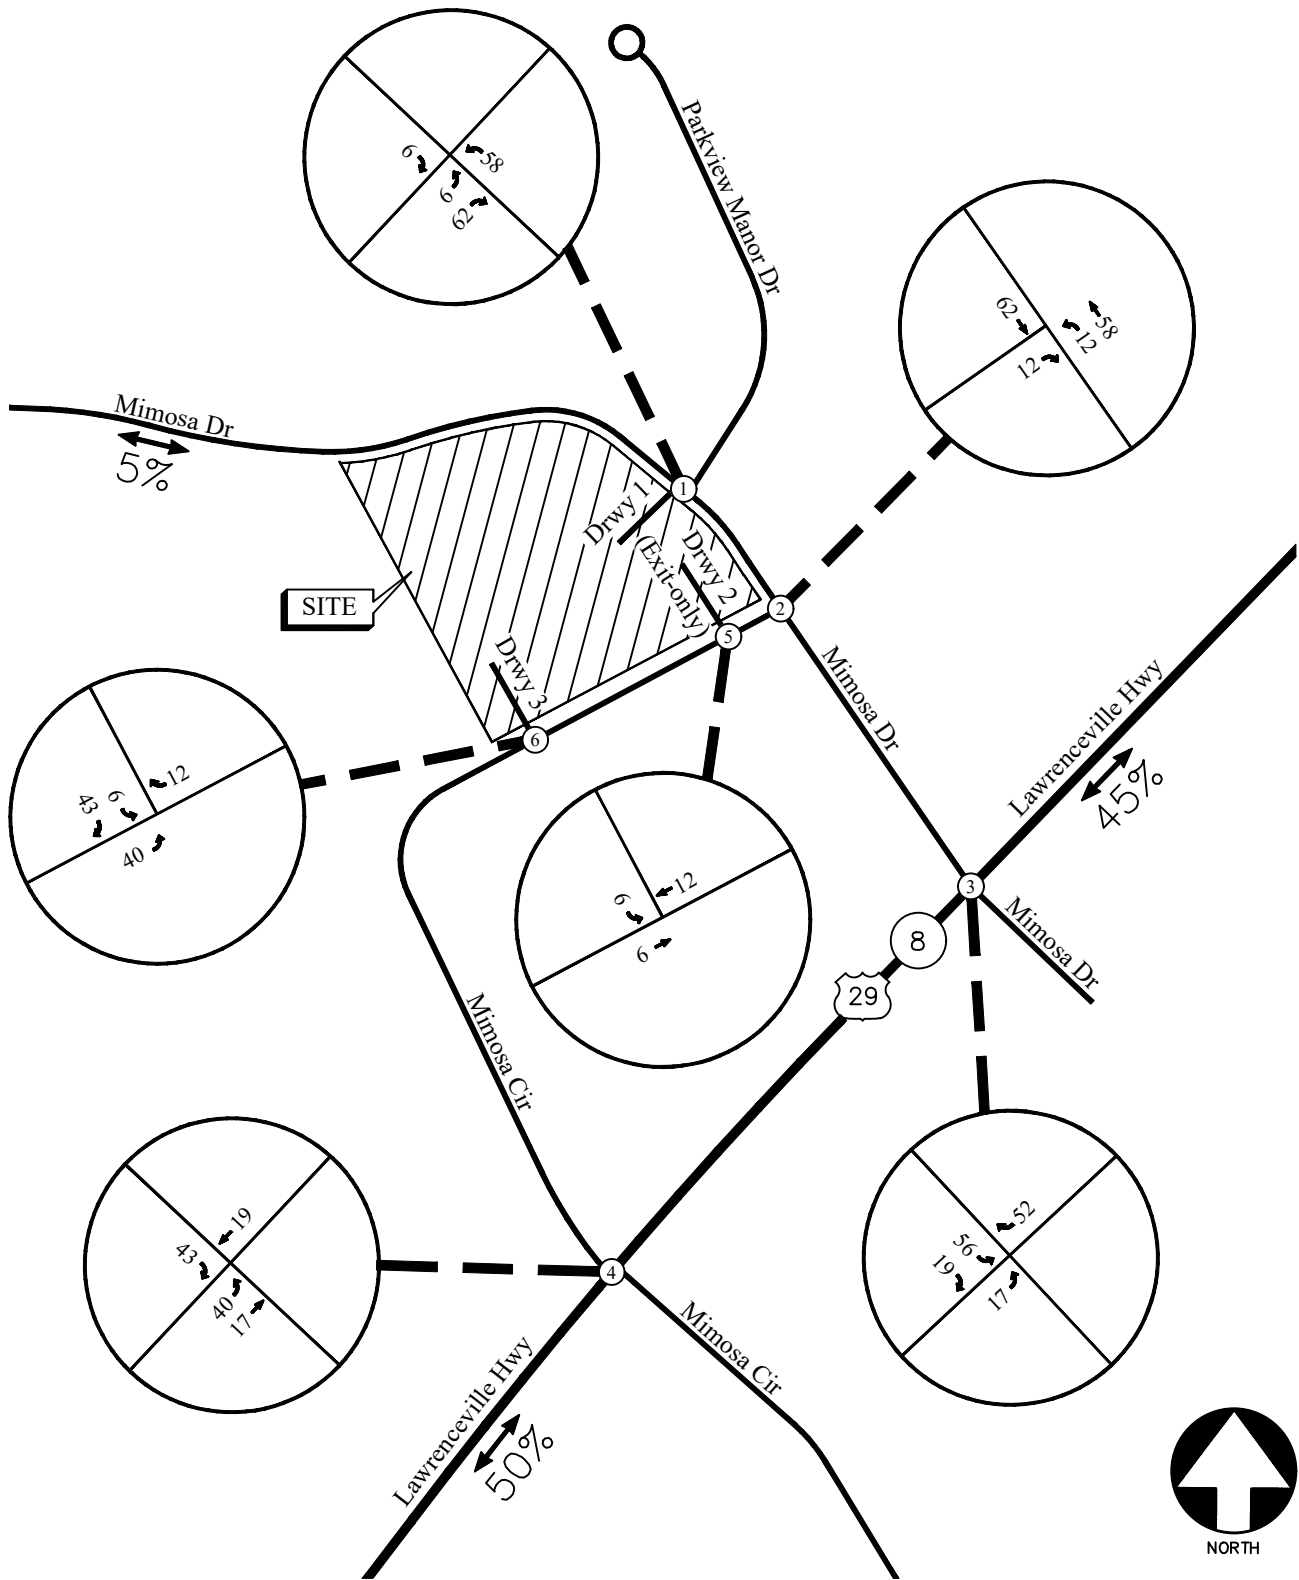 Parkview Manor Dr
6
58
6
62
62
58
12
12
Mimosa Dr
5%
1
Drwy 1
Drwy 2
(Exit-only)
SITE
2
5
Drwy 3
6
Mimosa Dr
Lawrenceville Hwy
45%
12
6
43
40
12
6
6
3
Mimosa Dr
8
29
Mimosa Cir
19
43
40
17
52
56
19
17
4
Mimosa Cir
Lawrenceville Hwy
50%
NORTH